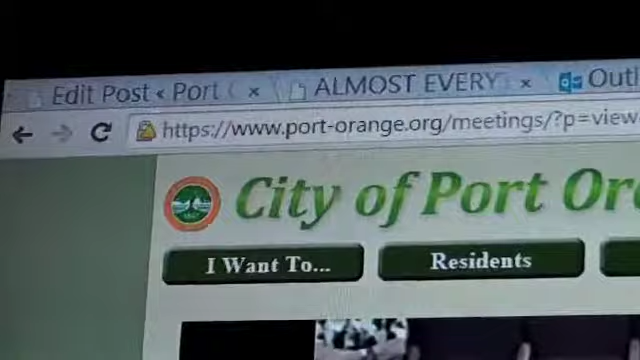 Edit Post « Port
ALMOST EVERY
Outl
https://www.port-orange.org/meetings/?p=view
City of Port Or
I Want To...
Residents